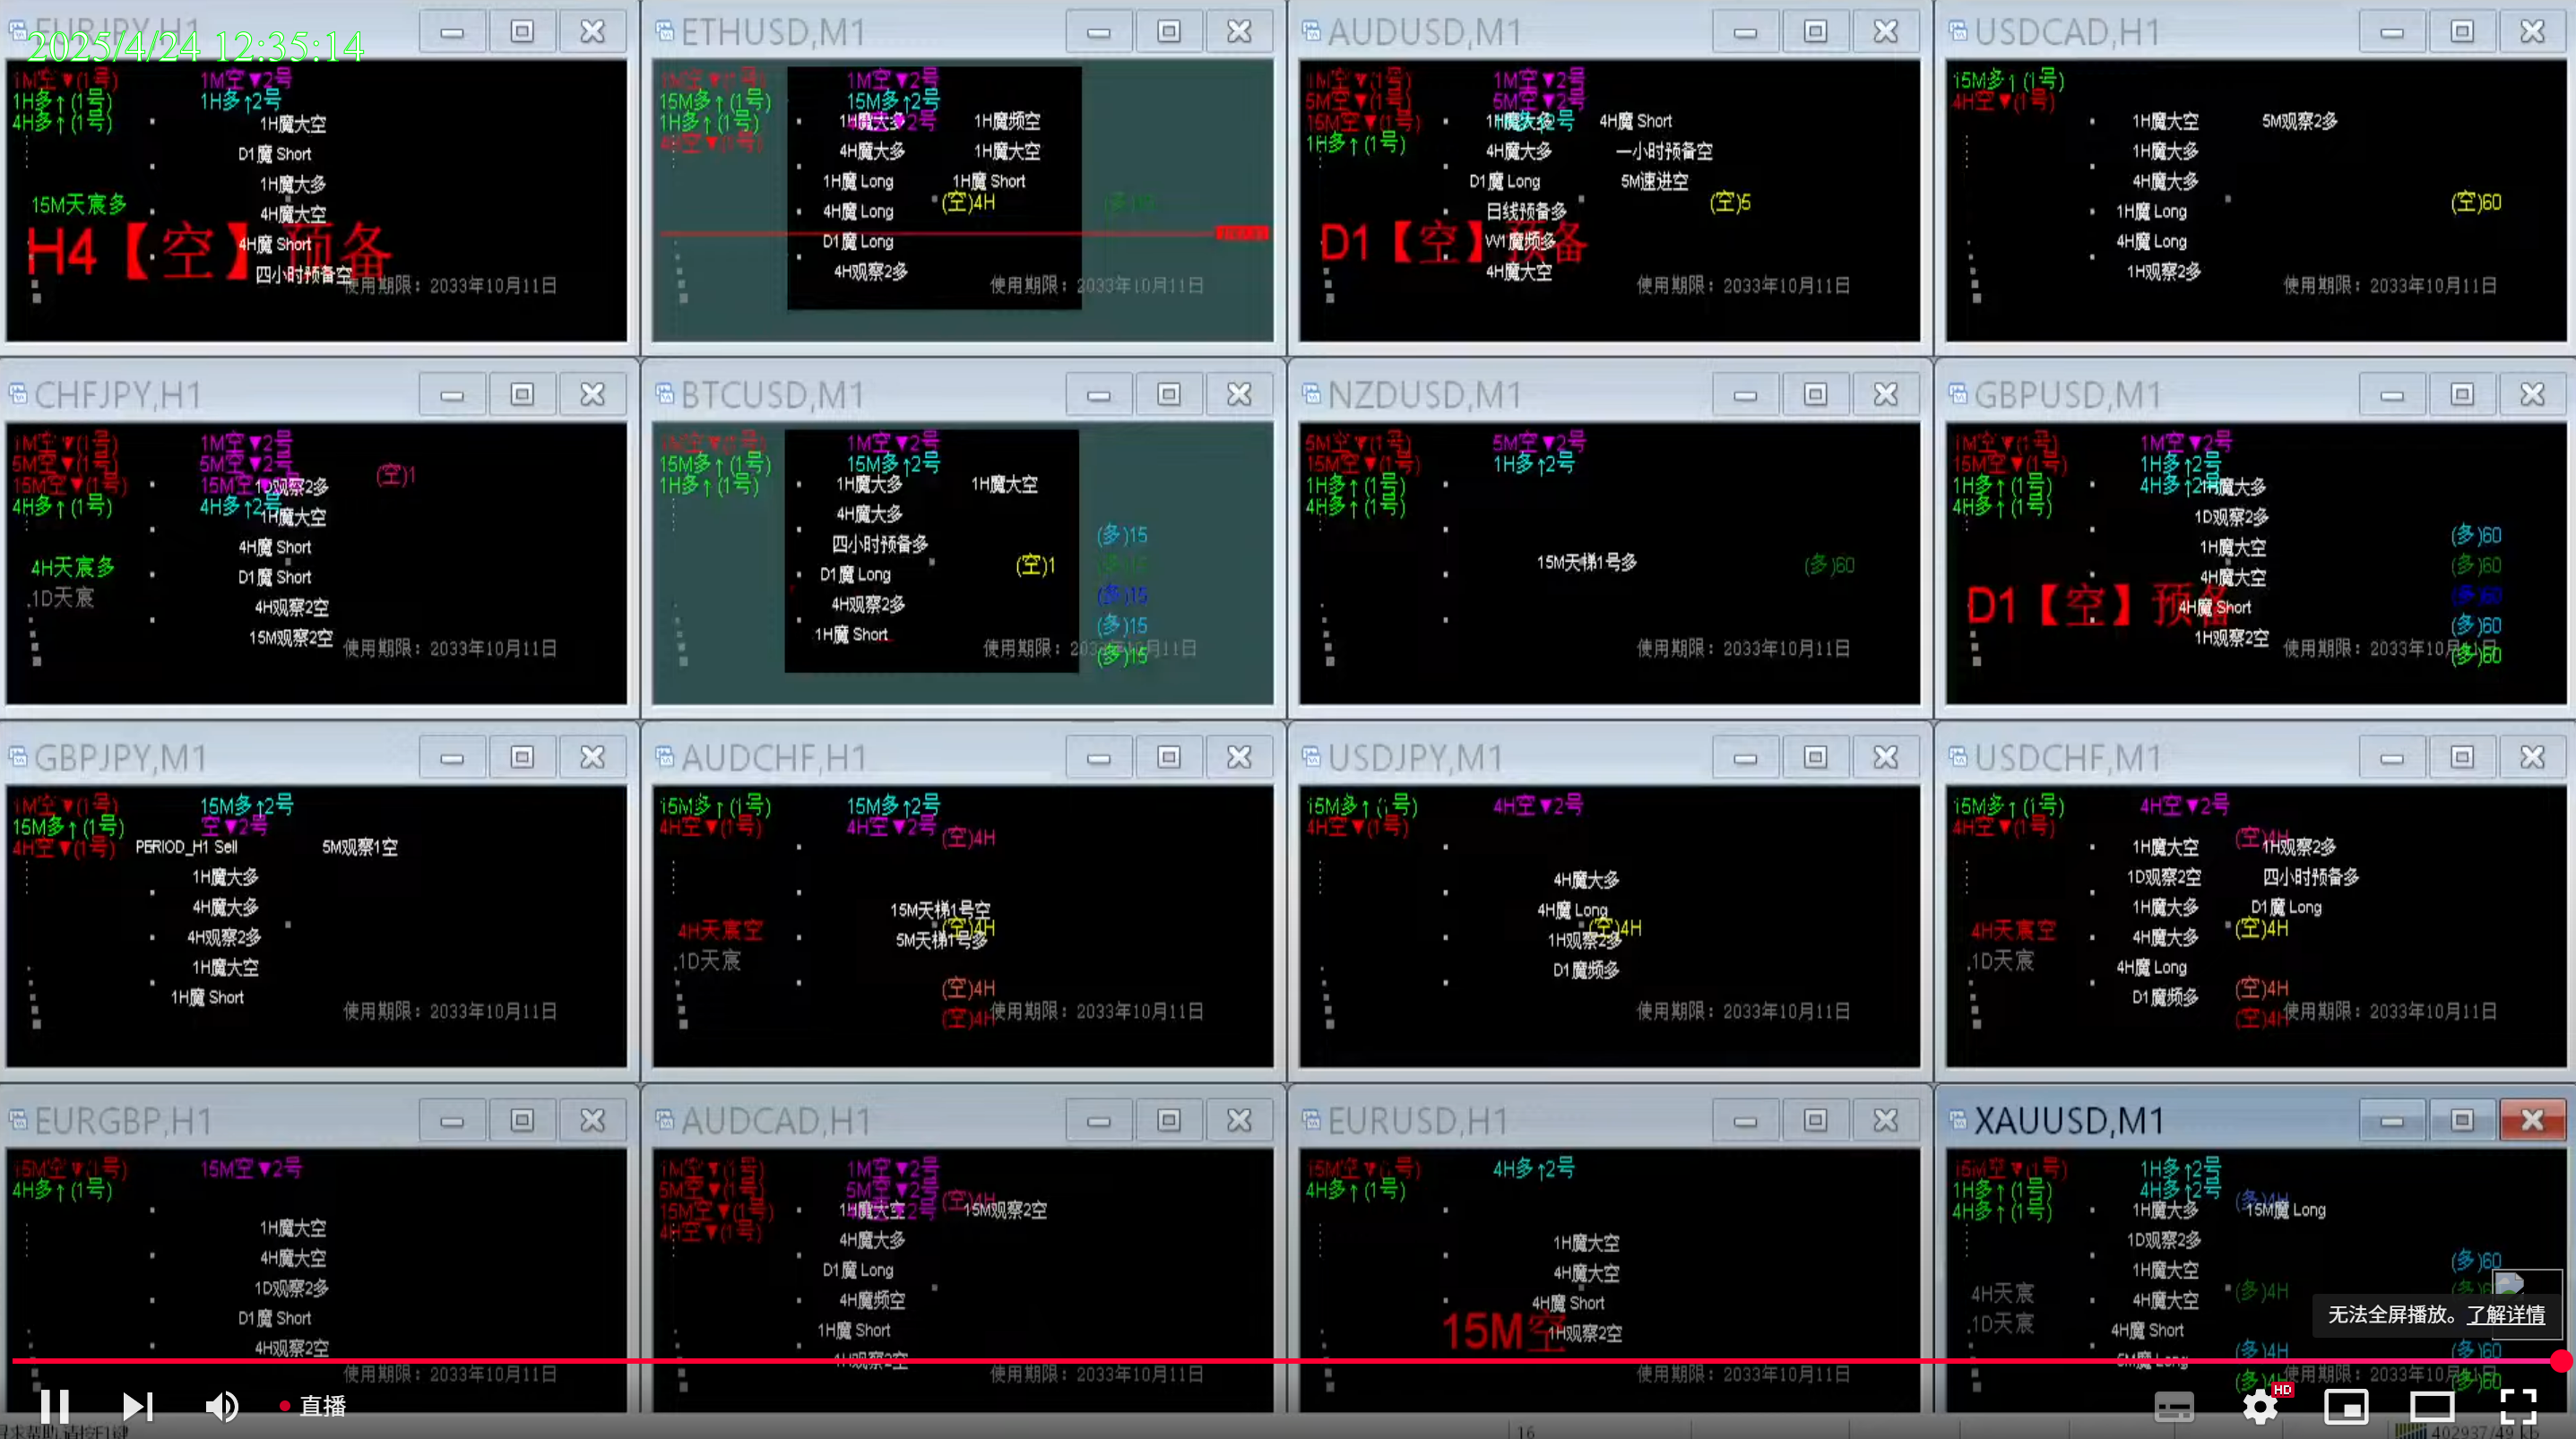 EURJPY,H1
2025/4/24 12:35:14
1M空▼(1号)
1M空▼2号
1H多↑(1号)
1H多↑2号
4H多↑(1号)
1H魔大空
D1魔 Short
1H魔大多
15M天宸多
4H魔大空
H4【空】预备
4H魔 Short
四小时预备空
使用期限：2033年10月11日
ETHUSD,M1
1M空▼(1号)
1M空▼2号
15M多↑(1号)
15M多↑2号
1H多↑(1号)
1H魔大多
1H魔频空
4H空▼(1号)
4H魔大多
1H魔大空
1H魔 Long
1H魔 Short
(空)4H
4H魔 Long
D1魔 Long
4H观察2多
使用期限：2033年10月11日
AUDUSD,M1
1M空▼(1号)
1M空▼2号
5M空▼(1号)
5M空▼2号
15M空▼(1号)
1H魔大多
4H魔 Short
1H多↑(1号)
4H魔大多
一小时预备空
D1魔 Long
5M速进空
(空)5
日线预备多
D1【空】预备
W1魔频多
4H魔大空
使用期限：2033年10月11日
USDCAD,H1
15M多↑(1号)
4H空▼(1号)
1H魔大空
5M观察2多
1H魔大多
4H魔大多
1H魔 Long
(空)60
4H魔 Long
1H观察2多
使用期限：2033年10月11日
CHFJPY,H1
1M空▼(1号)
1M空▼2号
5M空▼(1号)
5M空▼2号
(空)1
15M空▼(1号)
15M空▼
1D观察2多
4H多↑(1号)
4H多↑2号
1H魔大空
4H魔 Short
4H天宸多
D1魔 Short
.1D天宸
4H观察2空
15M观察2空
使用期限：2033年10月11日
BTCUSD,M1
1M空▼(1号)
1M空▼2号
15M多↑(1号)
15M多↑2号
1H多↑(1号)
1H魔大多
1H魔大空
4H魔大多
(多)15
四小时预备多
(空)1
(多)15
D1魔 Long
4H观察2多
(多)15
(多)15
1H魔 Short
(多)15
使用期限：2033年10月11日
NZDUSD,M1
5M空▼(1号)
5M空▼2号
15M空▼(1号)
1H多↑2号
1H多↑(1号)
4H多↑(1号)
15M天梯1号多
(多)60
使用期限：2033年10月11日
GBPUSD,M1
1M空▼(1号)
1M空▼2号
15M空▼(1号)
1H多↑2号
1H多↑(1号)
4H多↑2号
1H魔大多
4H多↑(1号)
1D观察2多
1H魔大空
(多)60
(多)60
4H魔大空
(多)60
D1【空】预备
4H魔 Short
(多)60
1H观察2空
(多)60
使用期限：2033年10月11日
GBPJPY,M1
1M空▼(1号)
15M多↑2号
15M多↑(1号)
空▼2号
4H空▼(1号)
PERIOD_H1 Sell
5M观察1空
1H魔大多
4H魔大多
4H观察2多
1H魔大空
1H魔 Short
使用期限：2033年10月11日
AUDCHF,H1
15M多↑(1号)
15M多↑2号
4H空▼(1号)
4H空▼2号
(空)4H
15M天梯1号空
4H天宸空
(空)4H
5M天梯1号多
.1D天宸
(空)4H
(空)4H
使用期限：2033年10月11日
USDJPY,M1
15M多↑(1号)
4H空▼2号
4H空▼(1号)
4H魔大多
4H魔 Long
(空)4H
1H观察2多
D1魔频多
使用期限：2033年10月11日
USDCHF,M1
15M多↑(1号)
4H空▼2号
4H空▼(1号)
(空)4H
1H魔大空
1H观察2多
1D观察2空
四小时预备多
1H魔大多
D1魔 Long
4H天宸空
4H魔大多
(空)4H
.1D天宸
4H魔 Long
D1魔频多
(空)4H
(空)4H
使用期限：2033年10月11日
EURGBP,H1
15M空▼(1号)
15M空▼2号
4H多↑(1号)
1H魔大空
4H魔大空
1D观察2多
D1魔 Short
4H观察2空
使用期限：2033年10月11日
AUDCAD,H1
1M空▼(1号)
1M空▼2号
5M空▼(1号)
5M空▼2号
(空)4H
15M空▼(1号)
1H魔大空
15M观察2空
4H空▼(1号)
4H魔大多
D1魔 Long
4H魔频空
1H魔 Short
1H观察2空
使用期限：2033年10月11日
EURUSD,H1
15M空▼(1号)
4H多↑2号
4H多↑(1号)
1H魔大空
4H魔大空
4H魔 Short
15M空
1H观察2空
使用期限：2033年10月11日
XAUUSD,M1
15M空▼(1号)
1H多↑2号
1H多↑(1号)
4H多↑2号
(多)4H
4H多↑(1号)
1H魔大多
15M魔 Long
1D观察2多
1H魔大空
(多)60
4H天宸
4H魔大空
(多)4H
.1D天宸
4H魔 Short
(多)4H
(多)60
5M魔 Long
(多)4H
(多)60
使用期限：2033年10月11日
无法全屏播放。了解详情
直播
HD
16